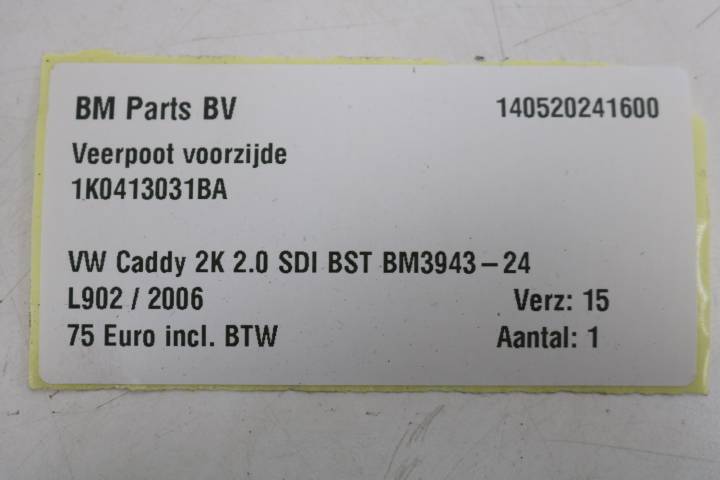 BM Parts BV 140520241600
Veerpoot voorzijde
1K0413031BA
VW Caddy 2K 2.0 SDI BST BM3943-24
L902 / 2006 Verz: 15
75 Euro incl. BTW Aantal: 1